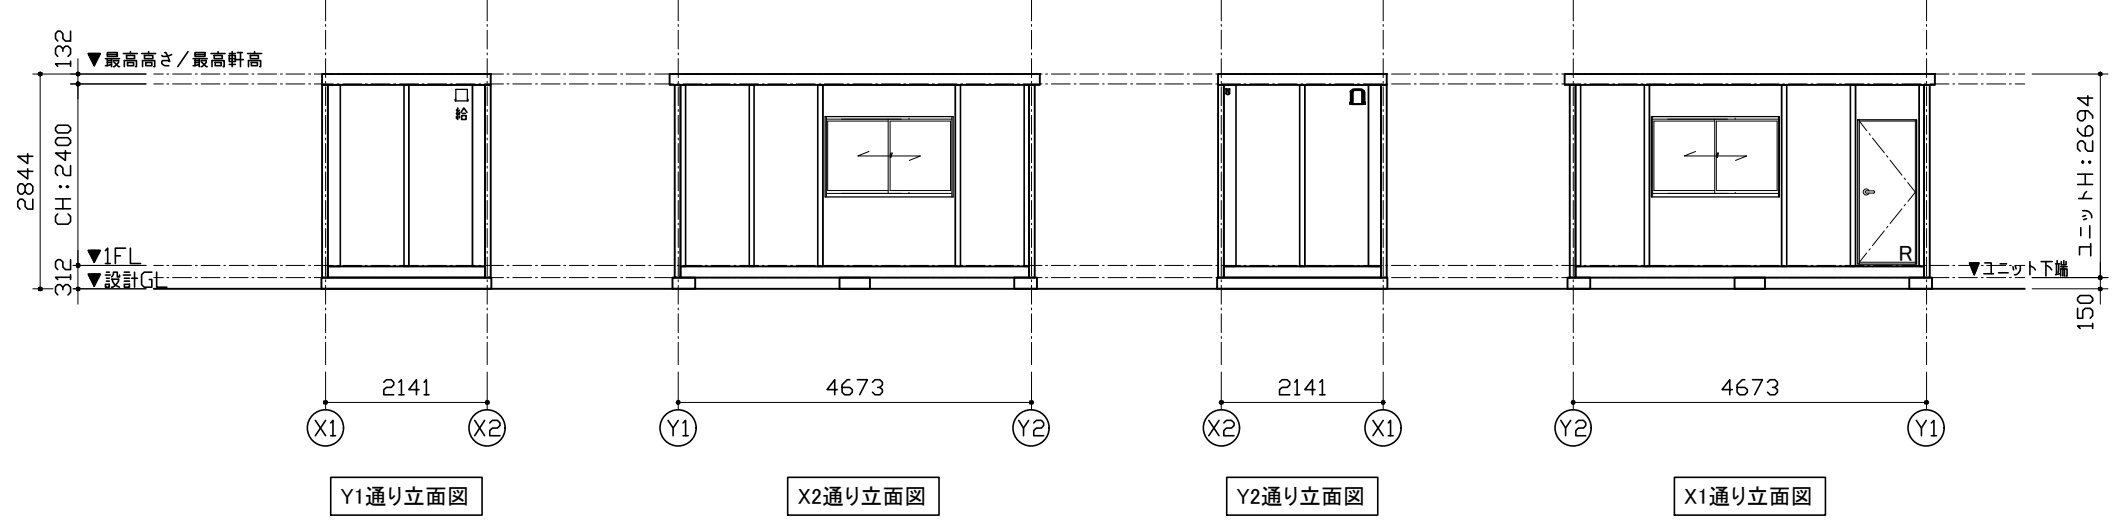 132
▼最高高さ/最高軒高
2844
CH:2400
▼1FL
312
▼設計GL
給
R
ユニットH:2694
▼ユニット下端
150
2141
4673
2141
4673
X1
X2
Y1
Y2
X2
X1
Y2
Y1
Y1通り立面図
X2通り立面図
Y2通り立面図
X1通り立面図